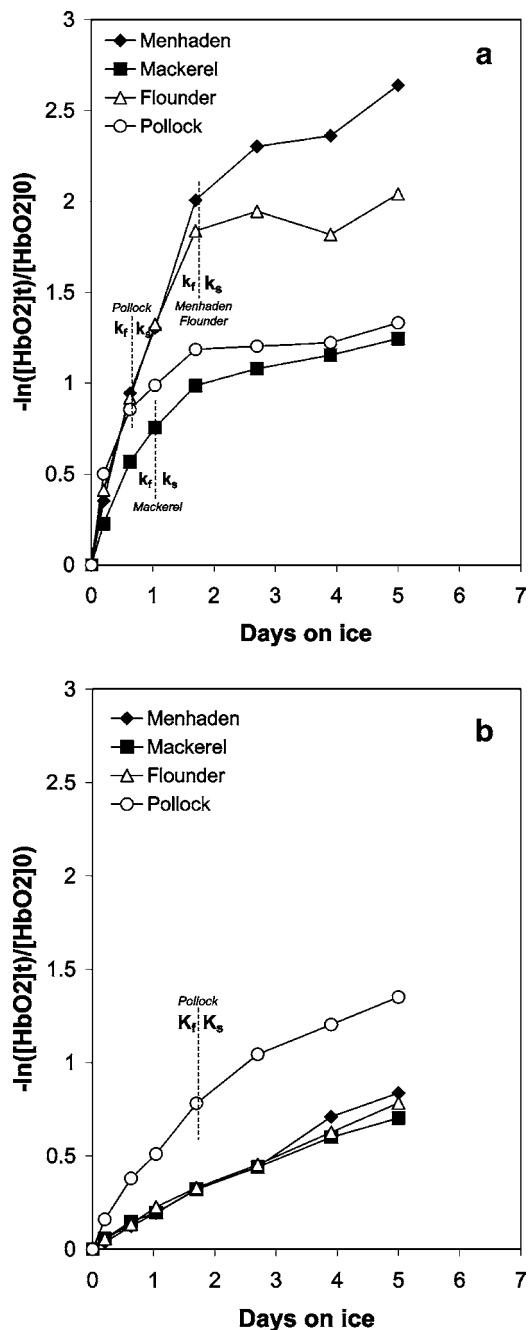 3
a
Menhaden
Mackerel
Flounder
Pollock
2.5
2
1.5
1
0.5
0
-ln([HbO2]t)/[HbO2]0)
kf ks
Menhaden
Flounder
Pollock
kf ks
kf ks
Mackerel
0 1 2 3 4 5 6 7
Days on ice
3
b
Menhaden
Mackerel
Flounder
Pollock
2.5
2
1.5
1
0.5
0
-ln([HbO2]t)/[HbO2]0)
Pollock
Kf Ks
0 1 2 3 4 5 6 7
Days on ice